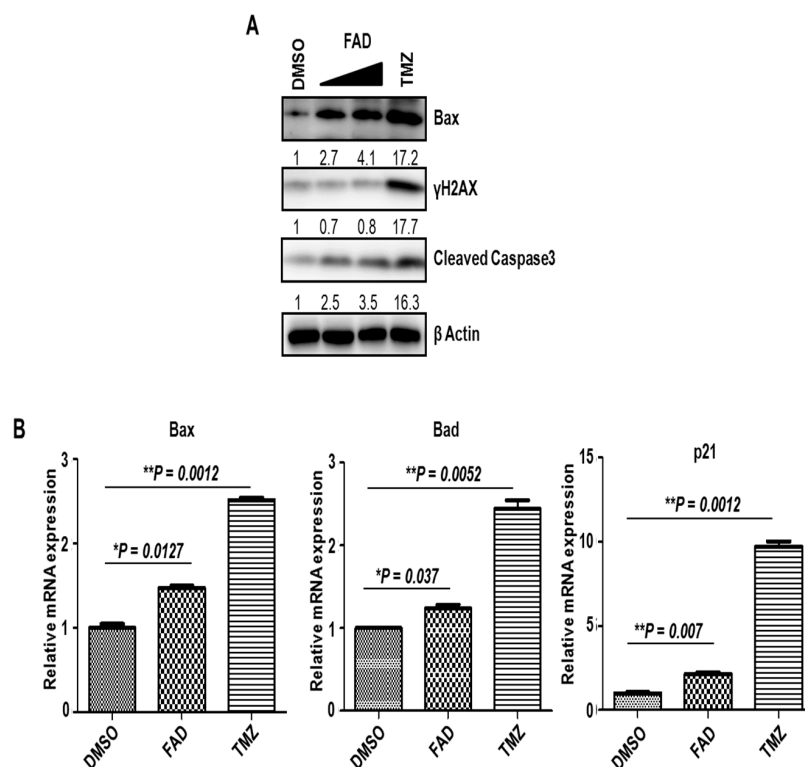 A
DMSO
FAD
TMZ
Bax
1 2.7 4.1 17.2
γH2AX
1 0.7 0.8 17.7
Cleaved Caspase3
1 2.5 3.5 16.3
β Actin
B
Bax
Relative mRNA expression
3
2
1
0
**P = 0.0012
*P = 0.0127
DMSO
FAD
TMZ
Bad
Relative mRNA expression
3
2
1
0
**P = 0.0052
*P = 0.037
DMSO
FAD
TMZ
p21
Relative mRNA expression
15
10
5
0
**P = 0.0012
**P = 0.007
DMSO
FAD
TMZ